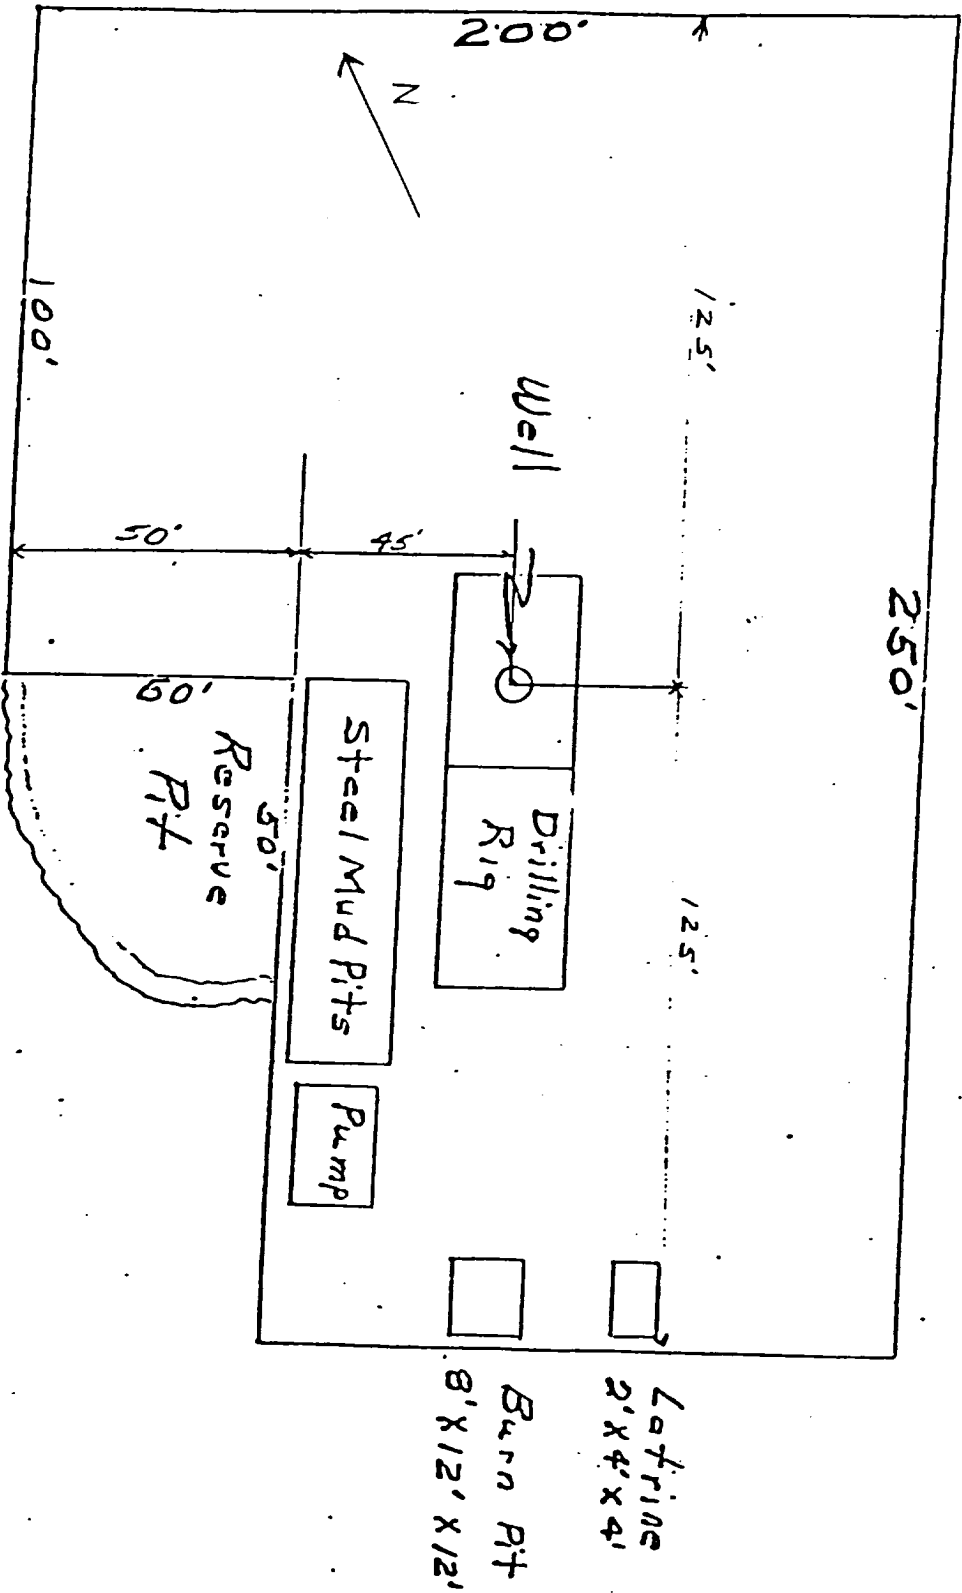 200'
N
125'
100'
Well
50'
45'
250'
60'
Reserve
Pit
50'
Steel Mud Pits
Drilling
Rig
125'
Pump
Latrine
2'X4'X4'
Burn Pit
8'X12'X12'